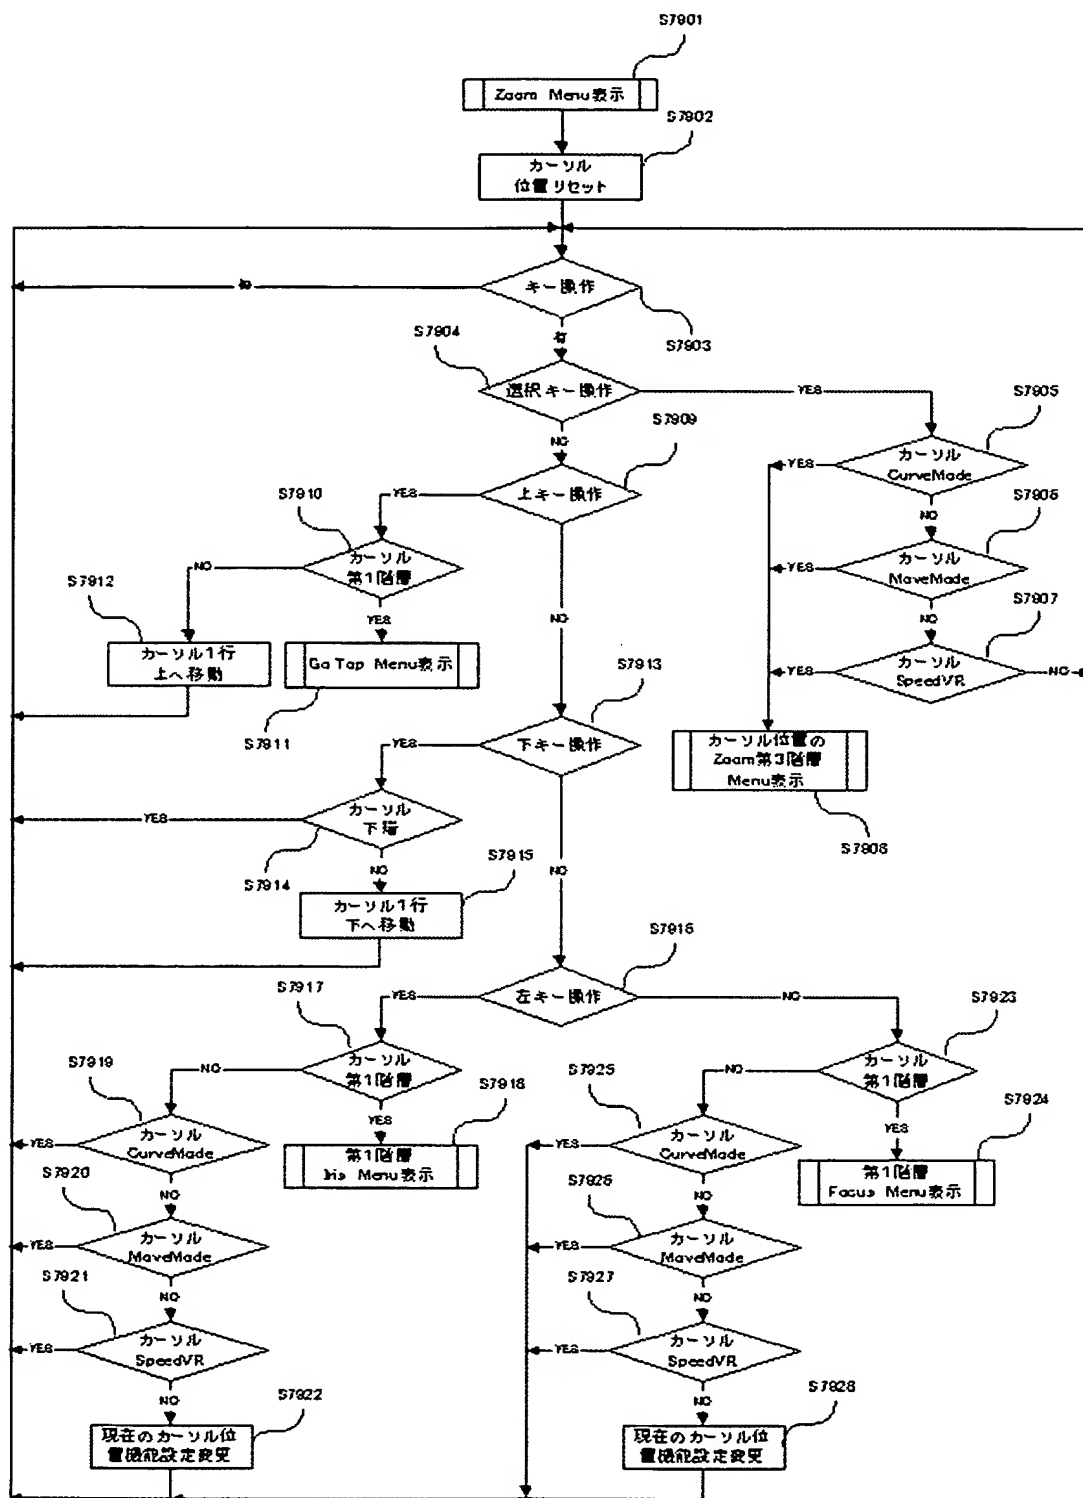 S7901
Zoom Menu表示
S7902
カーソル
位置リセット
キー操作
無
S7903
有
S7904
選択キー操作
YES
S7905
カーソル
CurveMode
YES
NO
S7906
カーソル
MoveMode
YES
NO
S7907
カーソル
SpeedVR
YES
NO
カーソル位置の
Zoom第3階層
Menu表示
S7908
NO
S7909
上キー操作
YES
S7910
カーソル
第1階層
NO
S7912
カーソル1行
上へ移動
YES
Go Top Menu表示
S7911
NO
S7913
下キー操作
YES
カーソル
下端
YES
S7914
NO
S7915
カーソル1行
下へ移動
NO
S7916
左キー操作
YES
NO
S7917
カーソル
第1階層
NO
YES
S7918
第1階層
Iris Menu表示
S7919
カーソル
CurveMode
YES
NO
S7920
カーソル
MoveMode
YES
NO
S7921
カーソル
SpeedVR
YES
NO
S7922
現在のカーソル位
置機能設定変更
S7923
カーソル
第1階層
NO
YES
S7924
第1階層
Focus Menu表示
S7925
カーソル
CurveMode
YES
NO
S7926
カーソル
MoveMode
YES
NO
S7927
カーソル
SpeedVR
YES
NO
S7928
現在のカーソル位
置機能設定変更